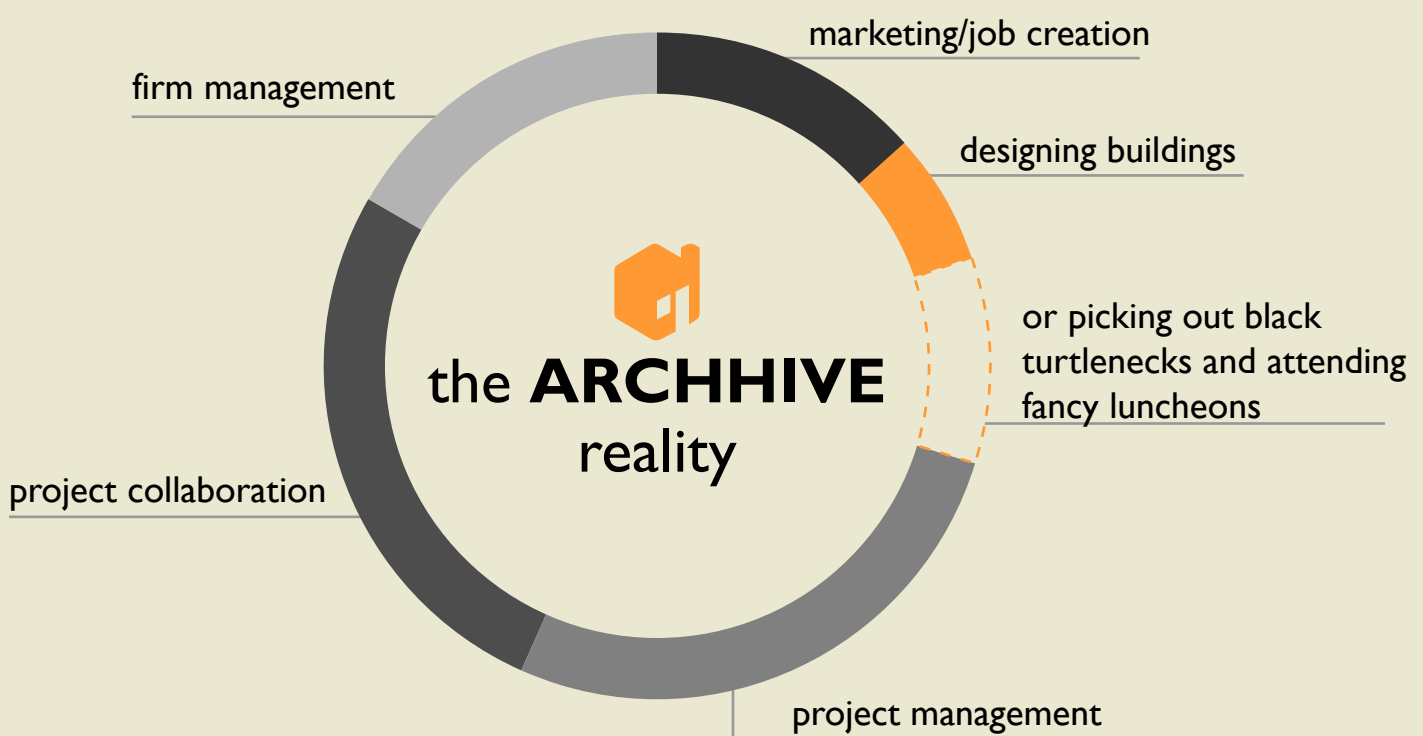 marketing/job creation
firm management
designing buildings
or picking out black
turtlenecks and attending
fancy luncheons
the ARCHHIVE
reality
project collaboration
project management